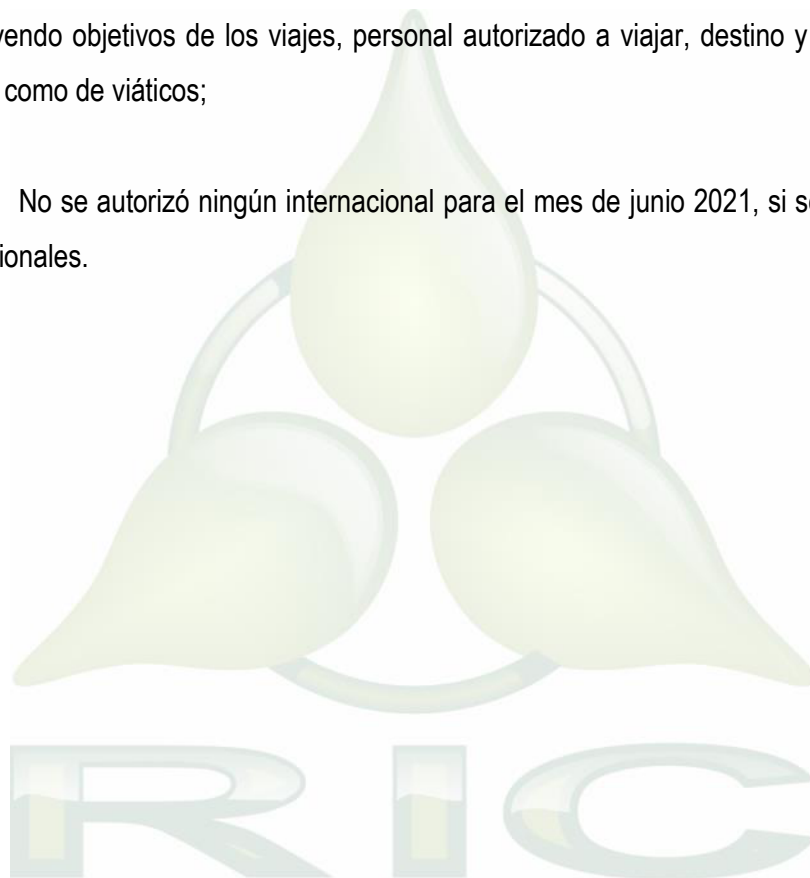 yendo objetivos de los viajes, personal autorizado a viajar, destino y
como de viáticos;
No se autorizó ningún internacional para el mes de junio 2021, si s
ionales.
RIC